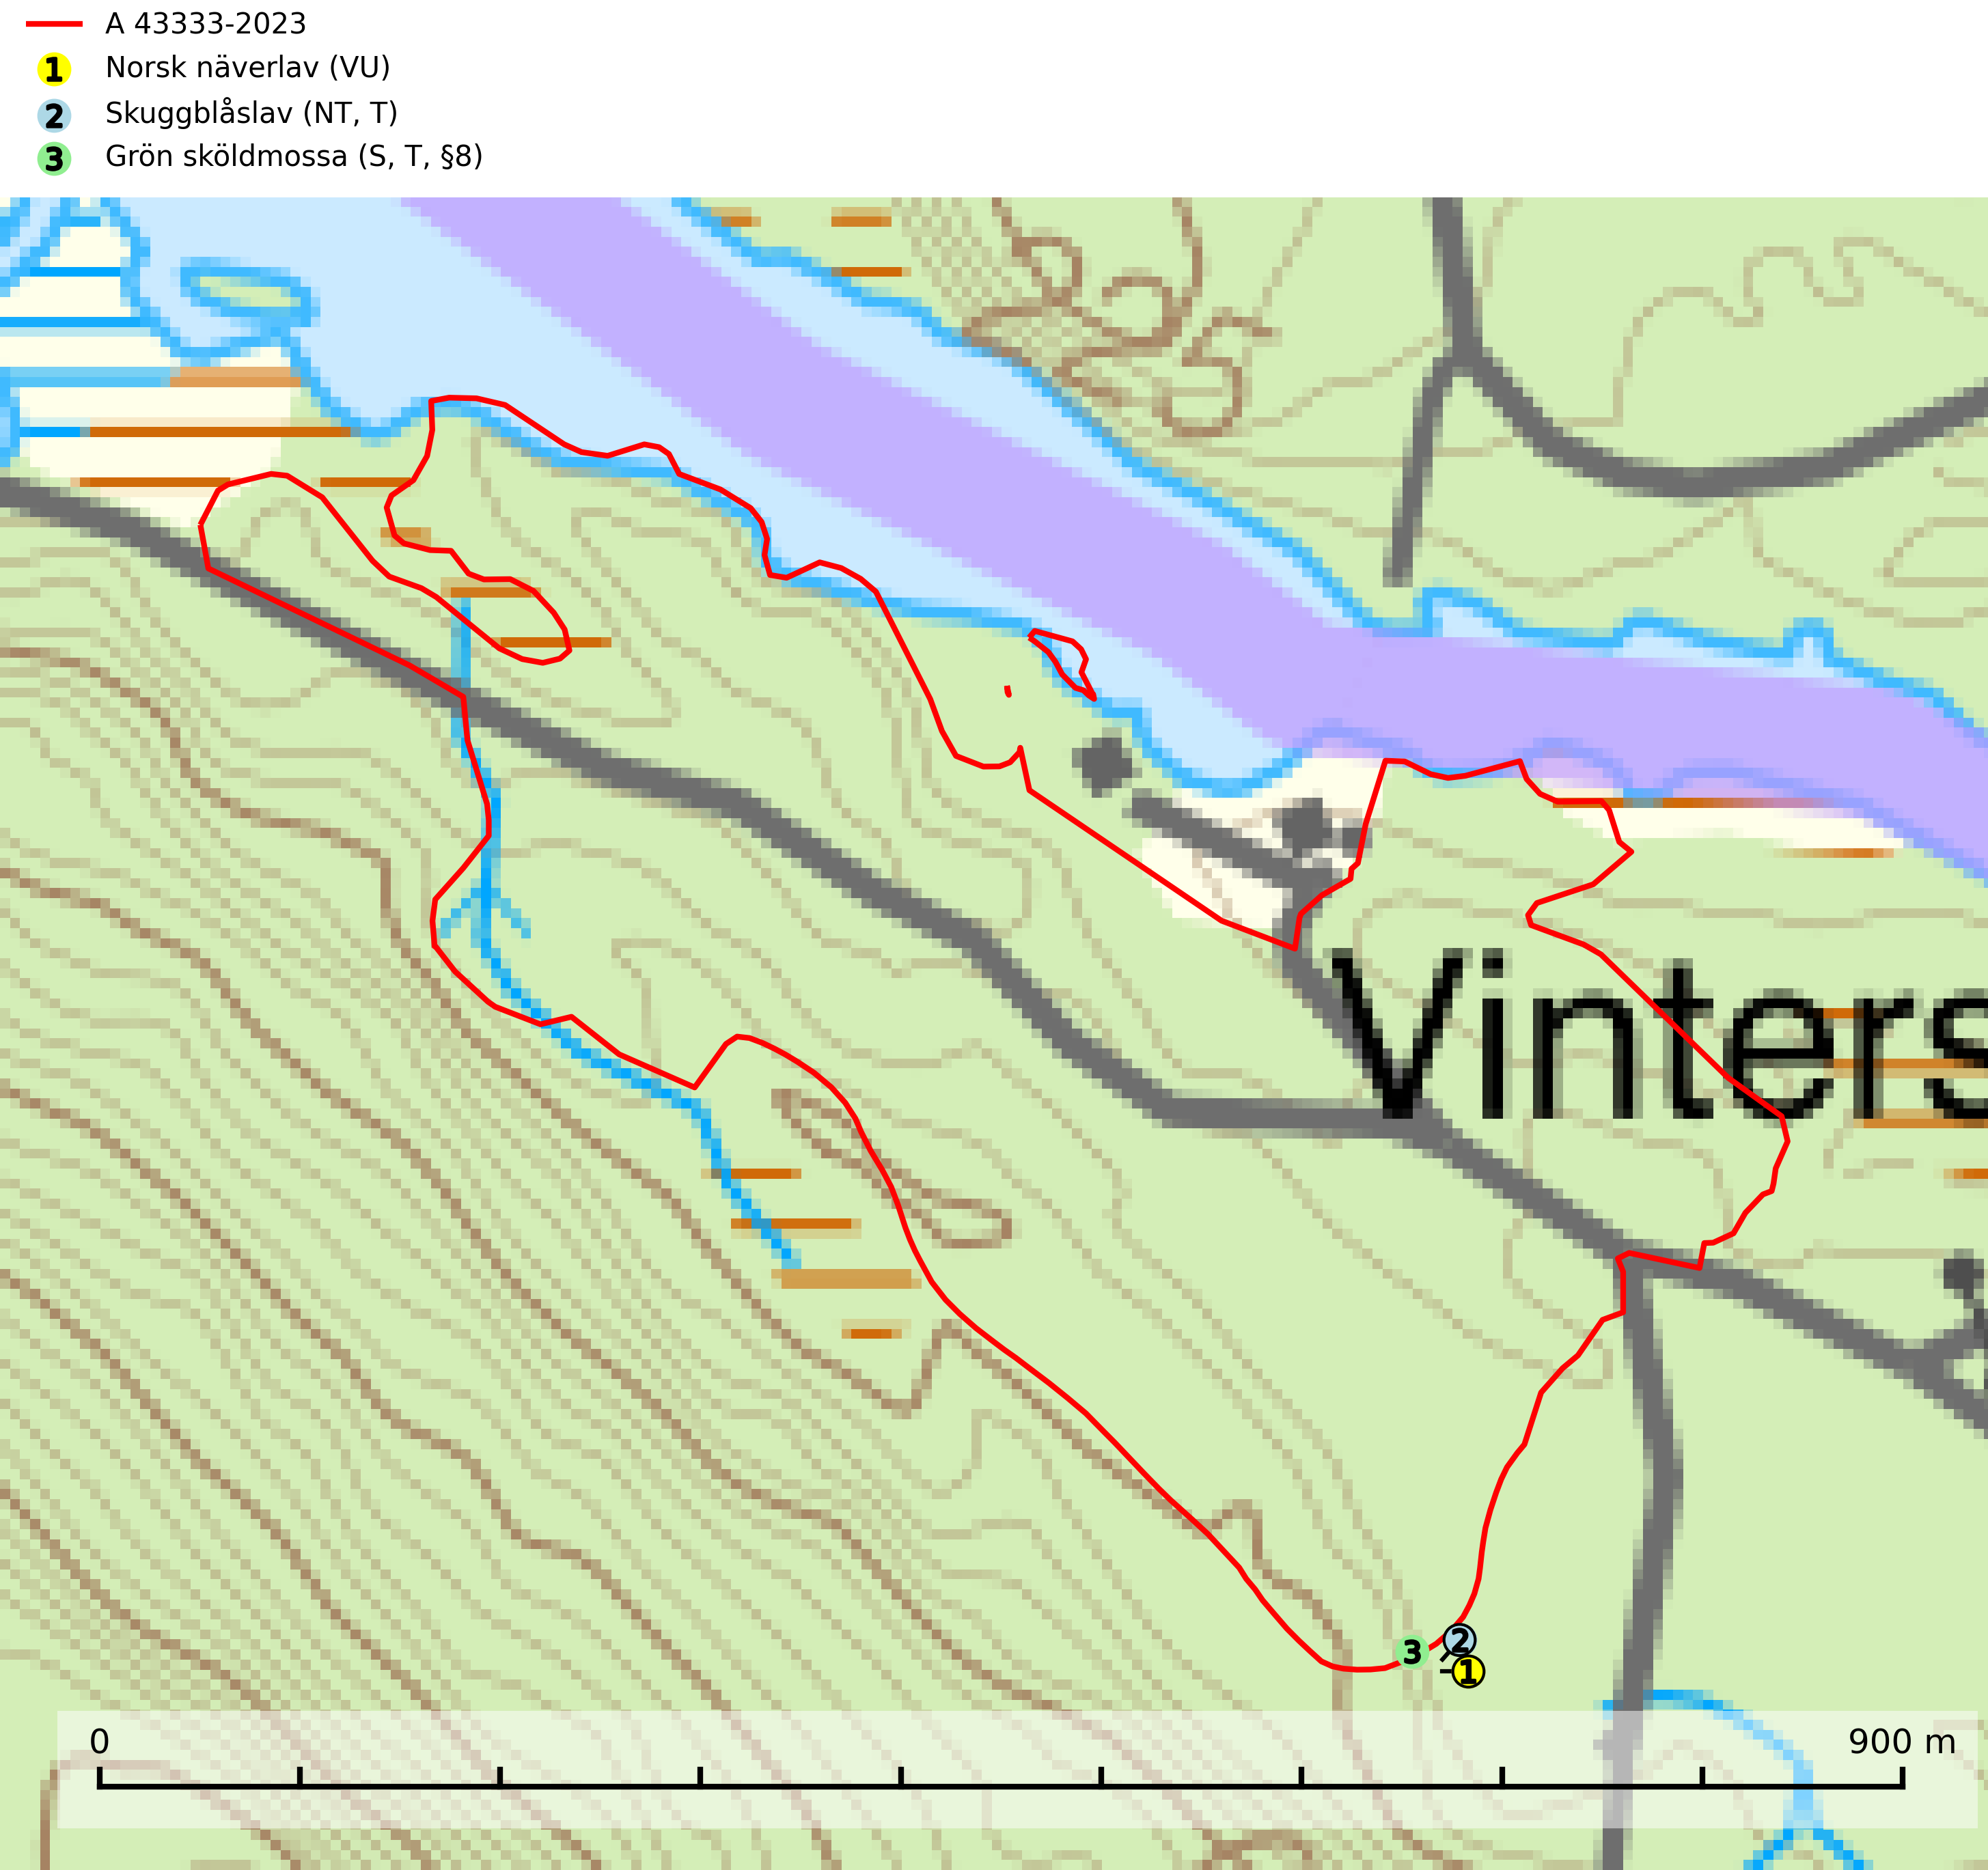 A 43333-2023
1 Norsk näverlav (VU)
2 Skuggblåslav (NT, T)
3 Grön sköldmossa (S, T, §8)
Vinters
3 2
1
0 900 m